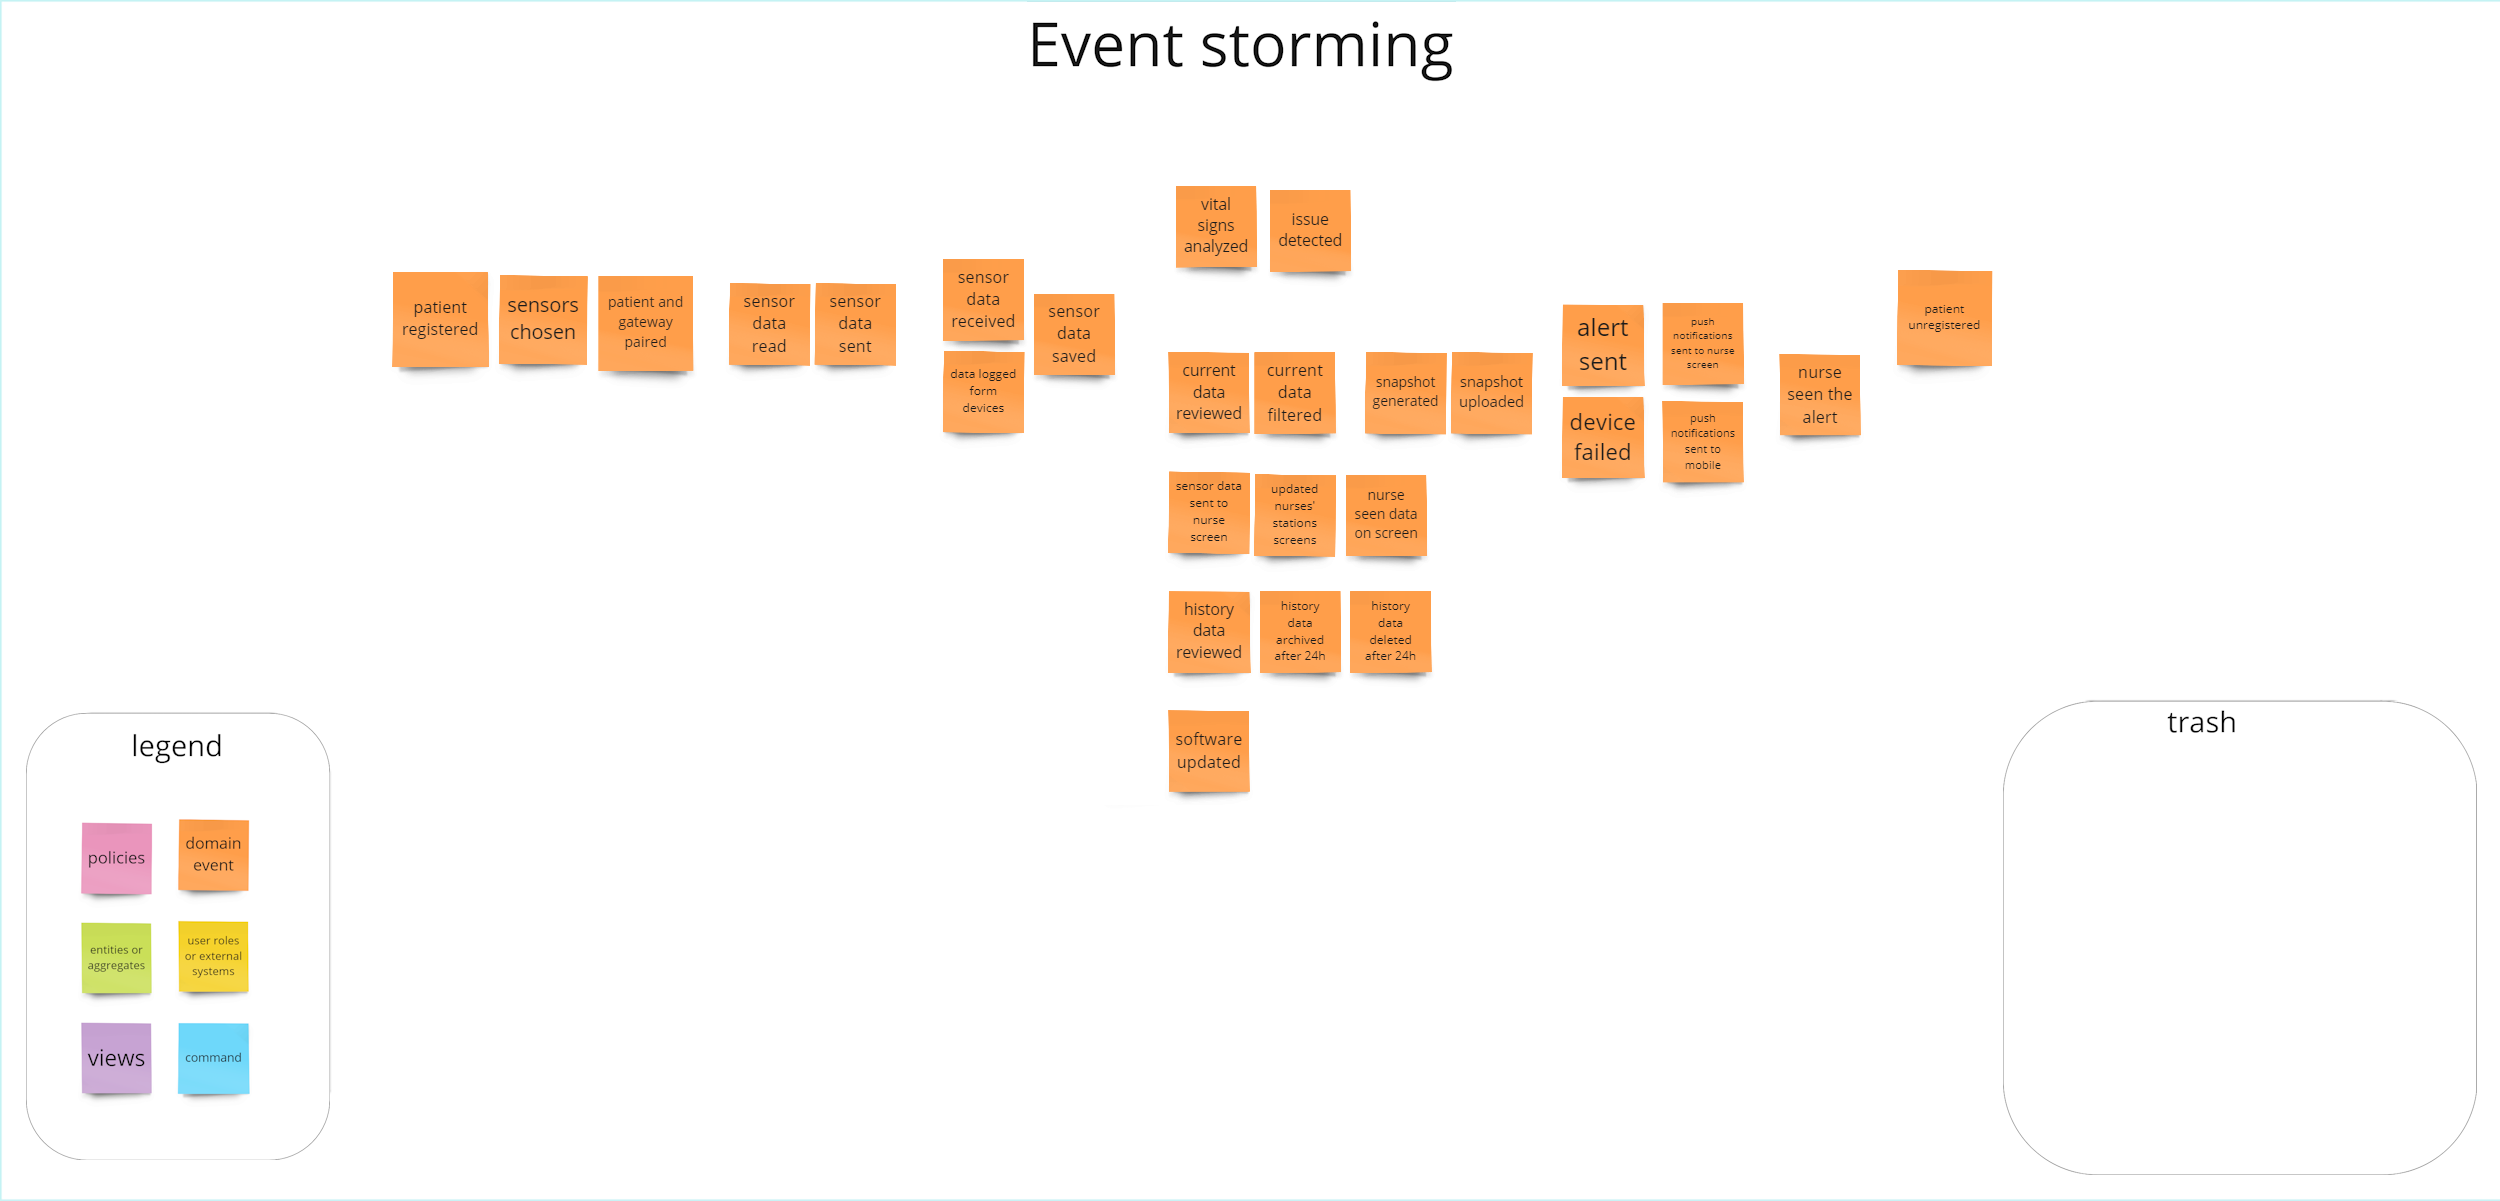 Event storming
vital
signs
analyzed
issue
detected
patient
registered
sensors
chosen
patient and
gateway
paired
sensor
data
read
sensor
data
sent
sensor
data
received
data logged
form
devices
sensor
data
saved
current
data
reviewed
current
data
filtered
snapshot
generated
snapshot
uploaded
alert
sent
device
failed
push
notifications
sent to nurse
screen
push
notifications
sent to
mobile
nurse
seen the
alert
patient
unregistered
sensor data
sent to
nurse
screen
updated
nurses'
stations
screens
nurse
seen data
on screen
history
data
reviewed
history
data
archived
after 24h
history
data
deleted
after 24h
software
updated
legend
policies
domain
event
entities or
aggregates
user roles
or external
systems
views
command
trash